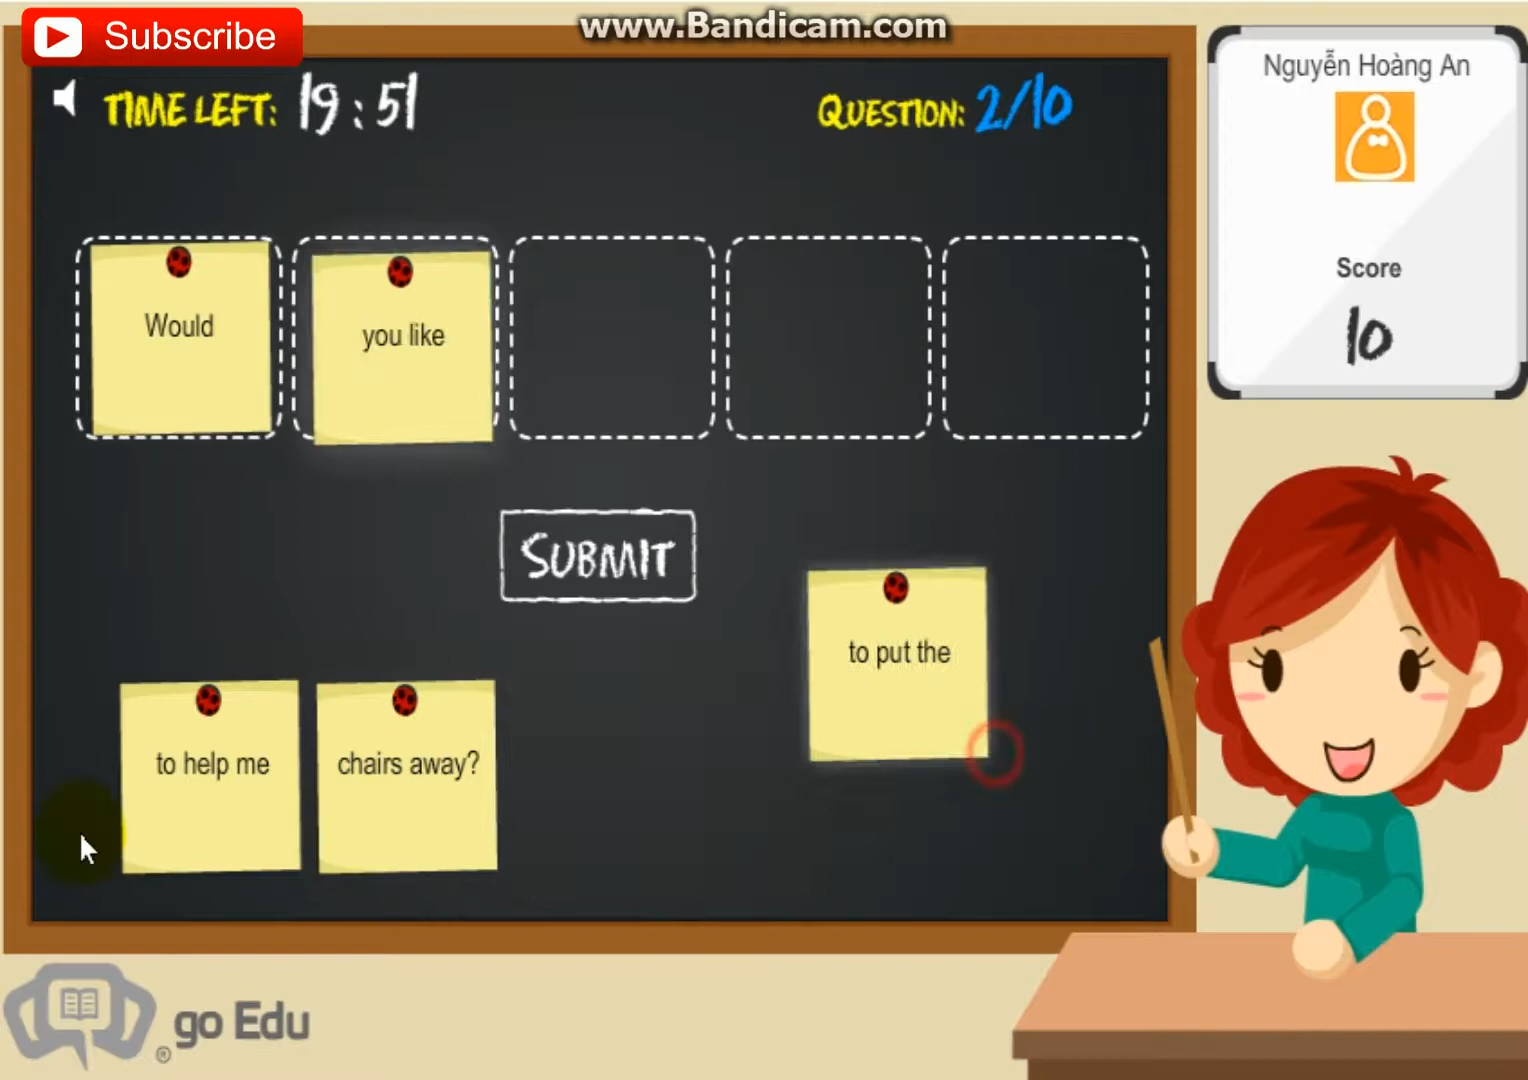 Subscribe
www.Bandicam.com
TIME LEFT: 19:51
QUESTION: 2/10
Nguyễn Hoàng An
Score
10
Would
you like
SUBMIT
to put the
to help me
chairs away?
go Edu
®